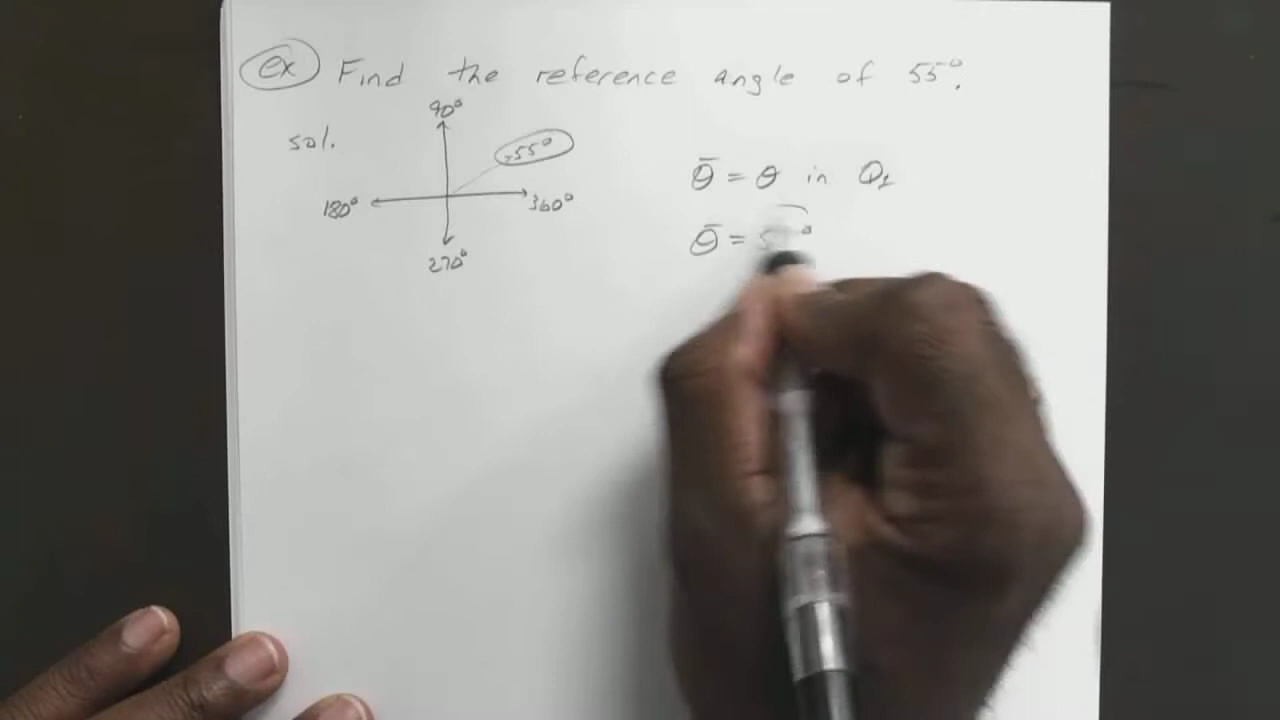 ex Find the reference angle of 55°.
sol.
90°
55°
180°
360°
270°
θ̄ = θ in Q1
θ̄ =